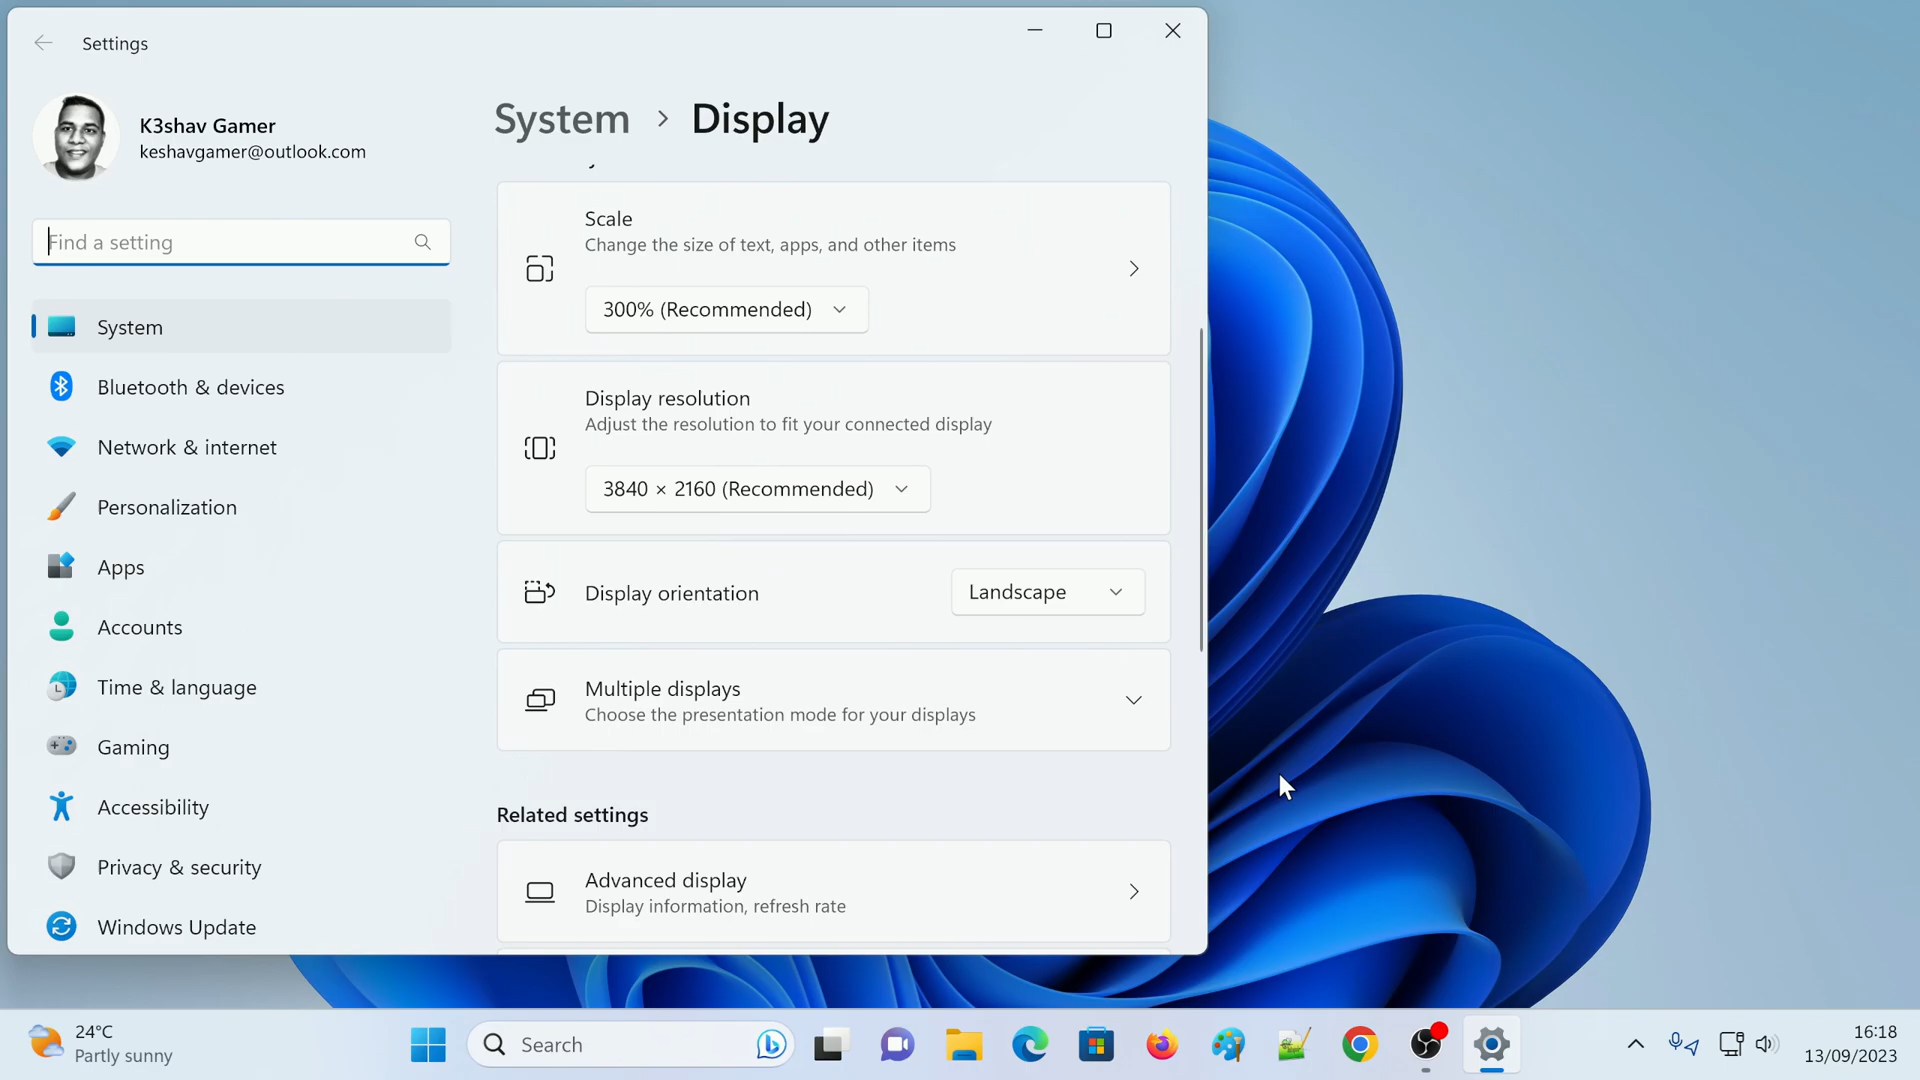 Settings
K3shav Gamer
keshavgamer@outlook.com
Find a setting
System
Bluetooth & devices
Network & internet
Personalization
Apps
Accounts
Time & language
Gaming
Accessibility
Privacy & security
Windows Update
System > Display
Scale
Change the size of text, apps, and other items
300% (Recommended)
Display resolution
Adjust the resolution to fit your connected display
3840 × 2160 (Recommended)
Display orientation
Landscape
Multiple displays
Choose the presentation mode for your displays
Related settings
Advanced display
Display information, refresh rate
24°C
Partly sunny
Search
16:18
13/09/2023